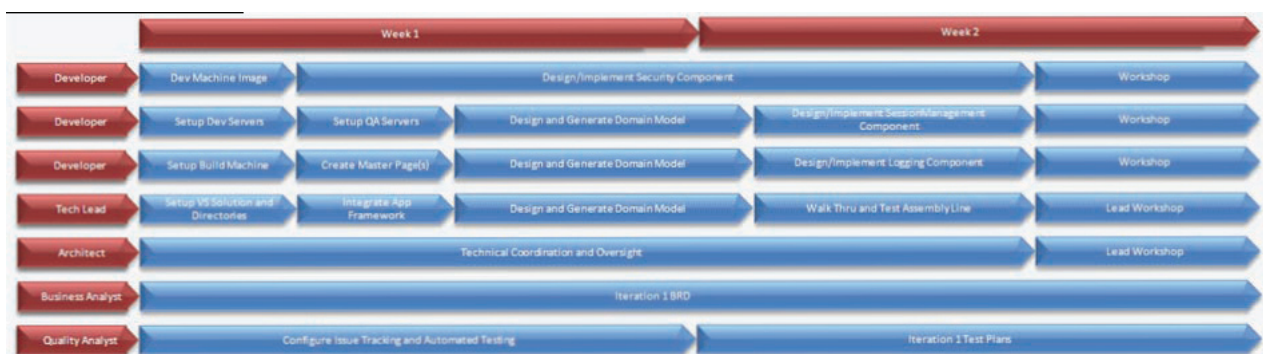 Week 1
Week 2
Developer
Dev Machine Image
Design/Implement Security Component
Workshop
Developer
Setup Dev Servers
Setup QA Servers
Design and Generate Domain Model
Design/Implement SessionManagement
Component
Workshop
Developer
Setup Build Machine
Create Master Page(s)
Design and Generate Domain Model
Design/Implement Logging Component
Workshop
Tech Lead
Setup VS Solution and
Directories
Integrate App
Framework
Design and Generate Domain Model
Walk Thru and Test Assembly Line
Lead Workshop
Architect
Technical Coordination and Oversight
Lead Workshop
Business Analyst
Iteration 1 BRD
Quality Analyst
Configure Issue Tracking and Automated Testing
Iteration 1 Test Plans